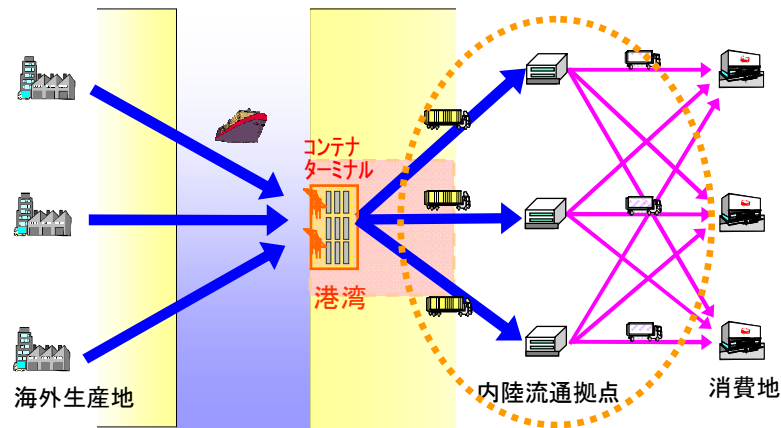 コンテナ
ターミナル
港湾
海外生産地
内陸流通拠点
消費地